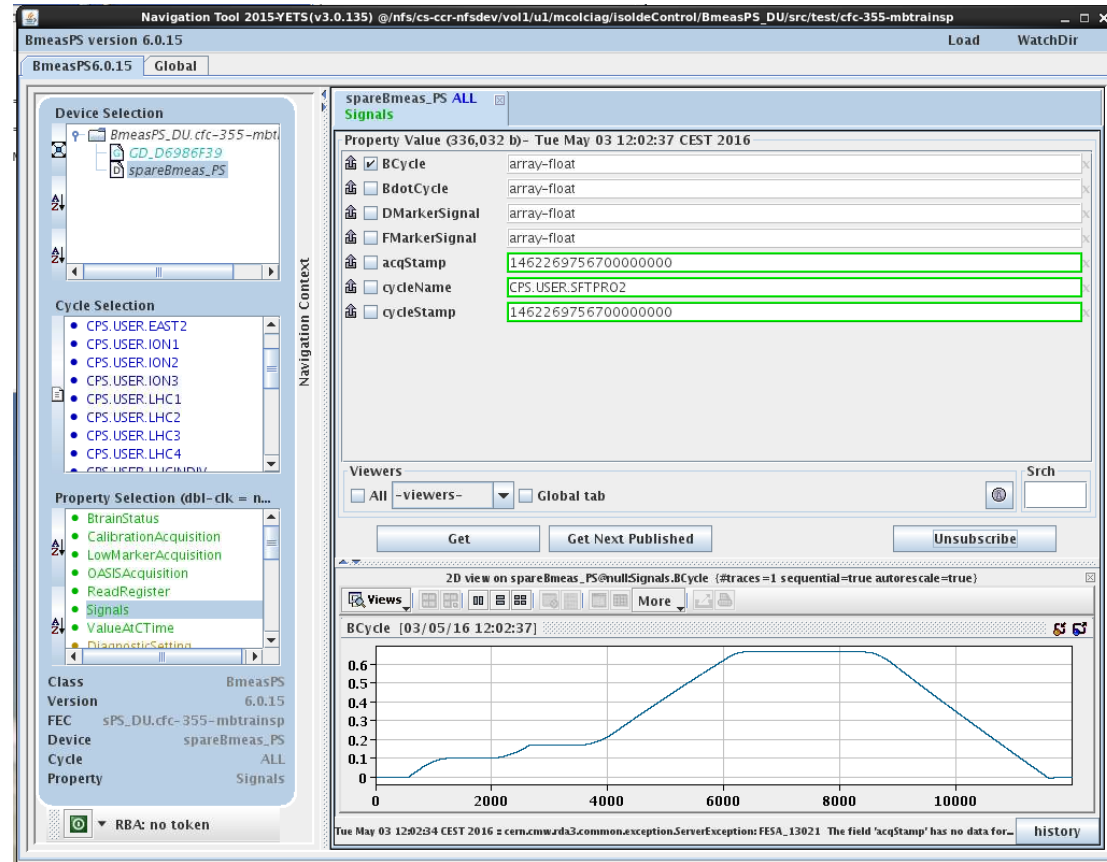 Navigation Tool 2015-YETS(v3.0.135) @/nfs/cs-ccr-nfsdev/vol1/u1/mcolciag/isoldeControl/BmeasPS_DU/src/test/cfc-355-mbtrainsp
BmeasPS version 6.0.15 Load WatchDir
BmeasPS6.0.15 Global
Device Selection
BmeasPS_DU.cfc-355-mbt
GD_D6986F39
spareBmeas_PS
Cycle Selection
CPS.USER.EAST2
CPS.USER.ION1
CPS.USER.ION2
CPS.USER.ION3
CPS.USER.LHC1
CPS.USER.LHC2
CPS.USER.LHC3
CPS.USER.LHC4
CPS.USER.LHCINDIV
Property Selection (dbl-clk = n...
BtrainStatus
CalibrationAcquisition
LowMarkerAcquisition
OASISAcquisition
ReadRegister
Signals
ValueAtCTime
DiagnosticSetting
Class BmeasPS
Version 6.0.15
FEC sPS_DU.cfc-355-mbtrainsp
Device spareBmeas_PS
Cycle ALL
Property Signals
RBA: no token
Navigation Context
spareBmeas_PS ALL
Signals
Property Value (336,032 b)- Tue May 03 12:02:37 CEST 2016
BCycle array-float
BdotCycle array-float
DMarkerSignal array-float
FMarkerSignal array-float
acqStamp 1462269756700000000
cycleName CPS.USER.SFTPRO2
cycleStamp 1462269756700000000
Viewers Srch
All -viewers- Global tab
Get Get Next Published Unsubscribe
2D view on spareBmeas_PS@null:Signals.BCycle {#traces=1 sequential=true autorescale=true}
Views More
BCycle [03/05/16 12:02:37]
0.6
0.5
0.4
0.3
0.2
0.1
0
0 2000 4000 6000 8000 10000
Tue May 03 12:02:34 CEST 2016 : cern.cmw.rda3.common.exception.ServerException: FESA_13021 The field 'acqStamp' has no data for... history